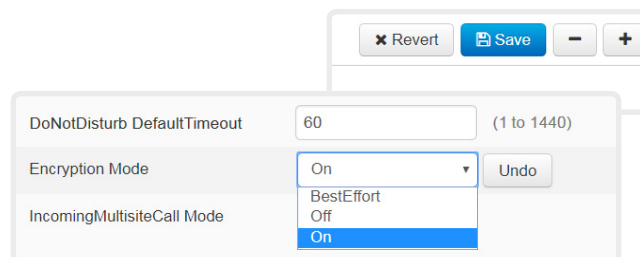 ✖ Revert Save − +
DoNotDisturb DefaultTimeout 60 (1 to 1440)
Encryption Mode On ▾ Undo
BestEffort
IncomingMultisiteCall Mode Off
On